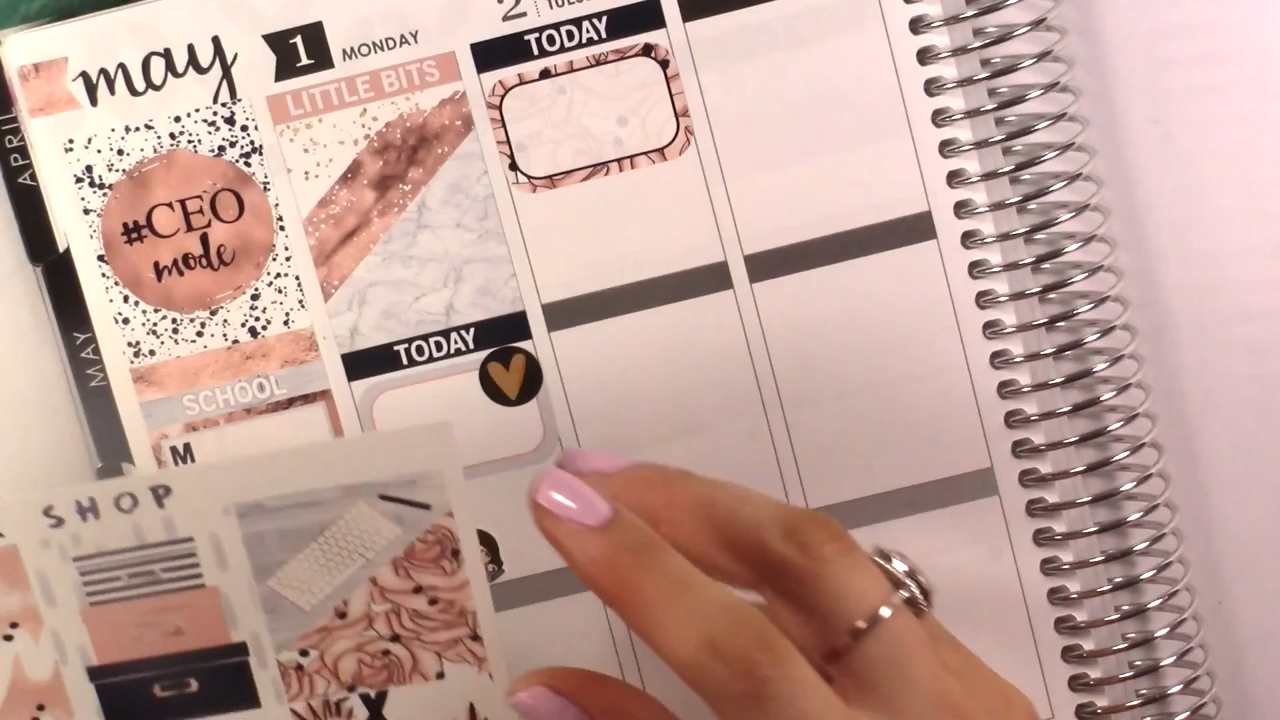 may
1 MONDAY
2
LITTLE BITS
TODAY
#CEO
mode
TODAY
SCHOOL
M
SHOP
APRIL
MAY